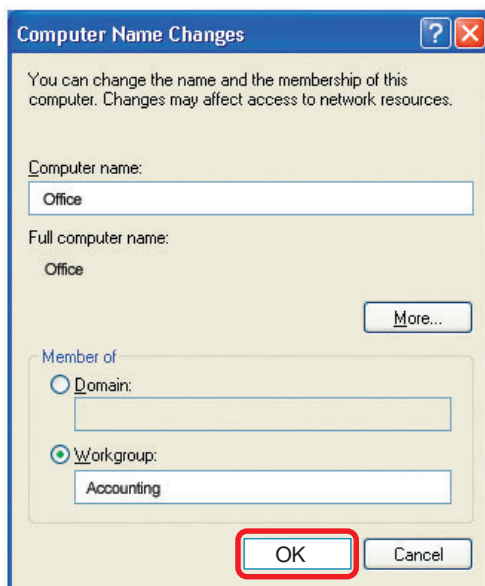 Computer Name Changes
You can change the name and the membership of this
computer. Changes may affect access to network resources.
Computer name:
Office
Full computer name:
Office
More...
Member of
Domain:
Workgroup:
Accounting
OK
Cancel